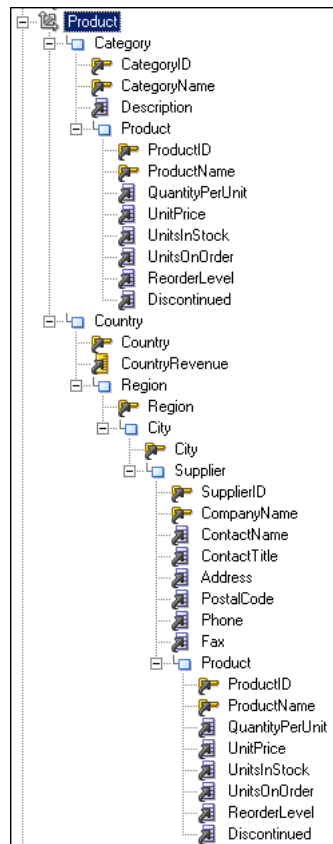 Product
Category
CategoryID
CategoryName
Description
Product
ProductID
ProductName
QuantityPerUnit
UnitPrice
UnitsInStock
UnitsOnOrder
ReorderLevel
Discontinued
Country
Country
CountryRevenue
Region
Region
City
City
Supplier
SupplierID
CompanyName
ContactName
ContactTitle
Address
PostalCode
Phone
Fax
Product
ProductID
ProductName
QuantityPerUnit
UnitPrice
UnitsInStock
UnitsOnOrder
ReorderLevel
Discontinued